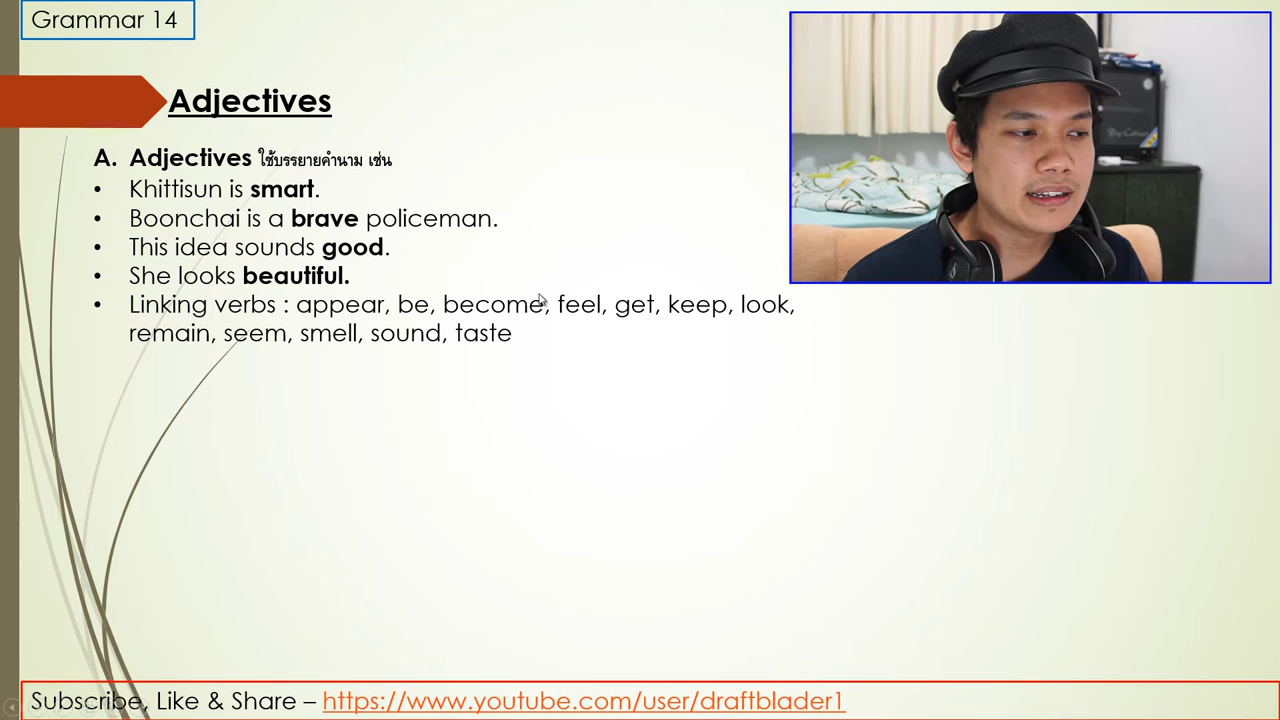 Grammar 14
Adjectives
A. Adjectives ใช้บรรยายคำนาม เช่น
• Khittisun is smart.
• Boonchai is a brave policeman.
• This idea sounds good.
• She looks beautiful.
• Linking verbs : appear, be, become, feel, get, keep, look,
remain, seem, smell, sound, taste
Subscribe, Like & Share – https://www.youtube.com/user/draftblader1